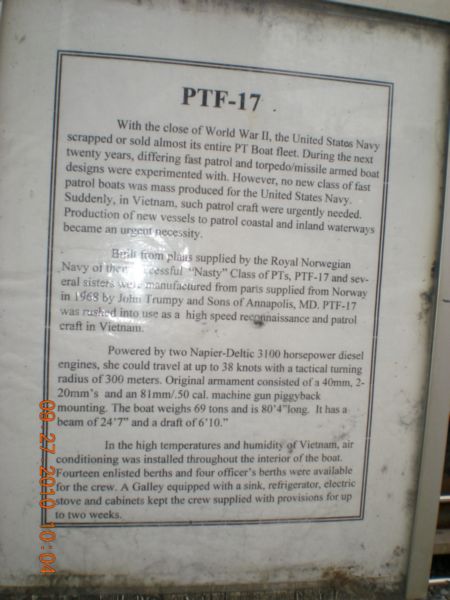 PTF-17
With the close of World War II, the United States Navy
scrapped or sold almost its entire PT Boat fleet. During the next
twenty years, differing fast patrol and torpedo/missile armed boat
designs were experimented with. However, no new class of fast
patrol boats was mass produced for the United States Navy.
Suddenly, in Vietnam, such patrol craft were urgently needed.
Production of new vessels to patrol coastal and inland waterways
became an urgent necessity.
Built from plans supplied by the Royal Norwegian
Navy of their successful "Nasty" Class of PTs, PTF-17 and sev-
eral sisters were manufactured from parts supplied from Norway
in 1968 by John Trumpy and Sons of Annapolis, MD. PTF-17
was rushed into use as a high speed reconnaissance and patrol
craft in Vietnam.
Powered by two Napier-Deltic 3100 horsepower diesel
engines, she could travel at up to 38 knots with a tactical turning
radius of 300 meters. Original armament consisted of a 40mm, 2-
20mm's and an 81mm/.50 cal. machine gun piggyback
mounting. The boat weighs 69 tons and is 80'4"long. It has a
beam of 24'7" and a draft of 6'10."
In the high temperatures and humidity of Vietnam, air
conditioning was installed throughout the interior of the boat.
Fourteen enlisted berths and four officer's berths were available
for the crew. A Galley equipped with a sink, refrigerator, electric
stove and cabinets kept the crew supplied with provisions for up
to two weeks.
09-27-2010 10:04